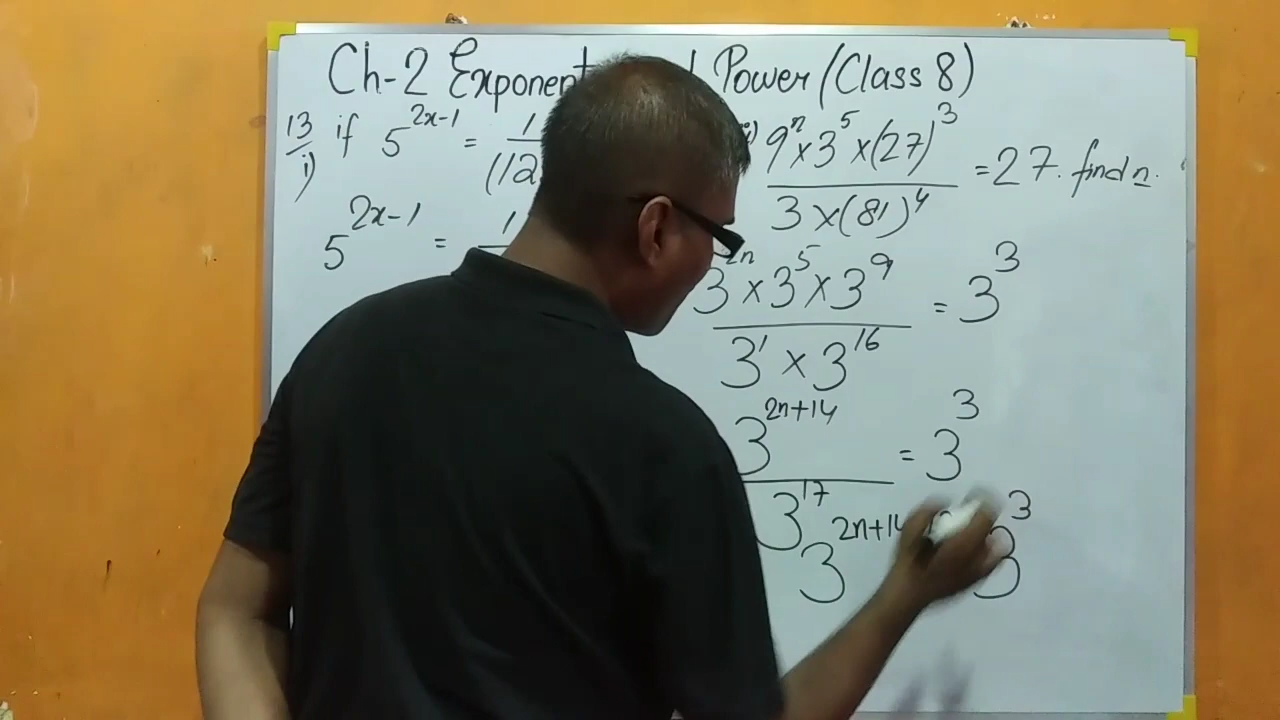 Ch-2 Exponent Power (Class 8)
13/i) if 5^{2x-1} = 1/(12
5^{2x-1} = 1
) 9^n × 3^5 × (27)^3 / 3 × (81)^4 = 27. find n.
3^{2n} × 3^5 × 3^9 / 3^1 × 3^{16} = 3^3
3^{2n+14} / 3^{17} = 3^3
3^{2n+14} 3^3